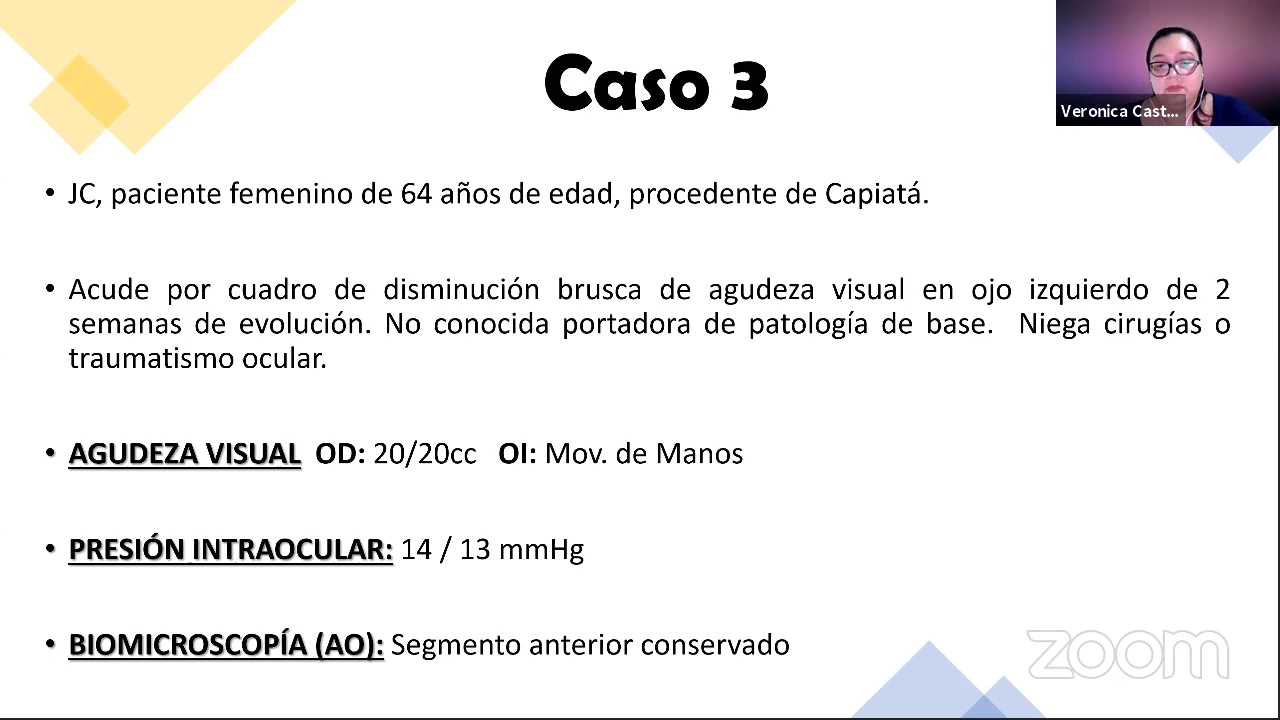 Caso 3
Veronica Cast...
• JC, paciente femenino de 64 años de edad, procedente de Capiatá.
• Acude por cuadro de disminución brusca de agudeza visual en ojo izquierdo de 2
semanas de evolución. No conocida portadora de patología de base. Niega cirugías o
traumatismo ocular.
• AGUDEZA VISUAL OD: 20/20cc OI: Mov. de Manos
• PRESIÓN INTRAOCULAR: 14 / 13 mmHg
• BIOMICROSCOPÍA (AO): Segmento anterior conservado
zoom